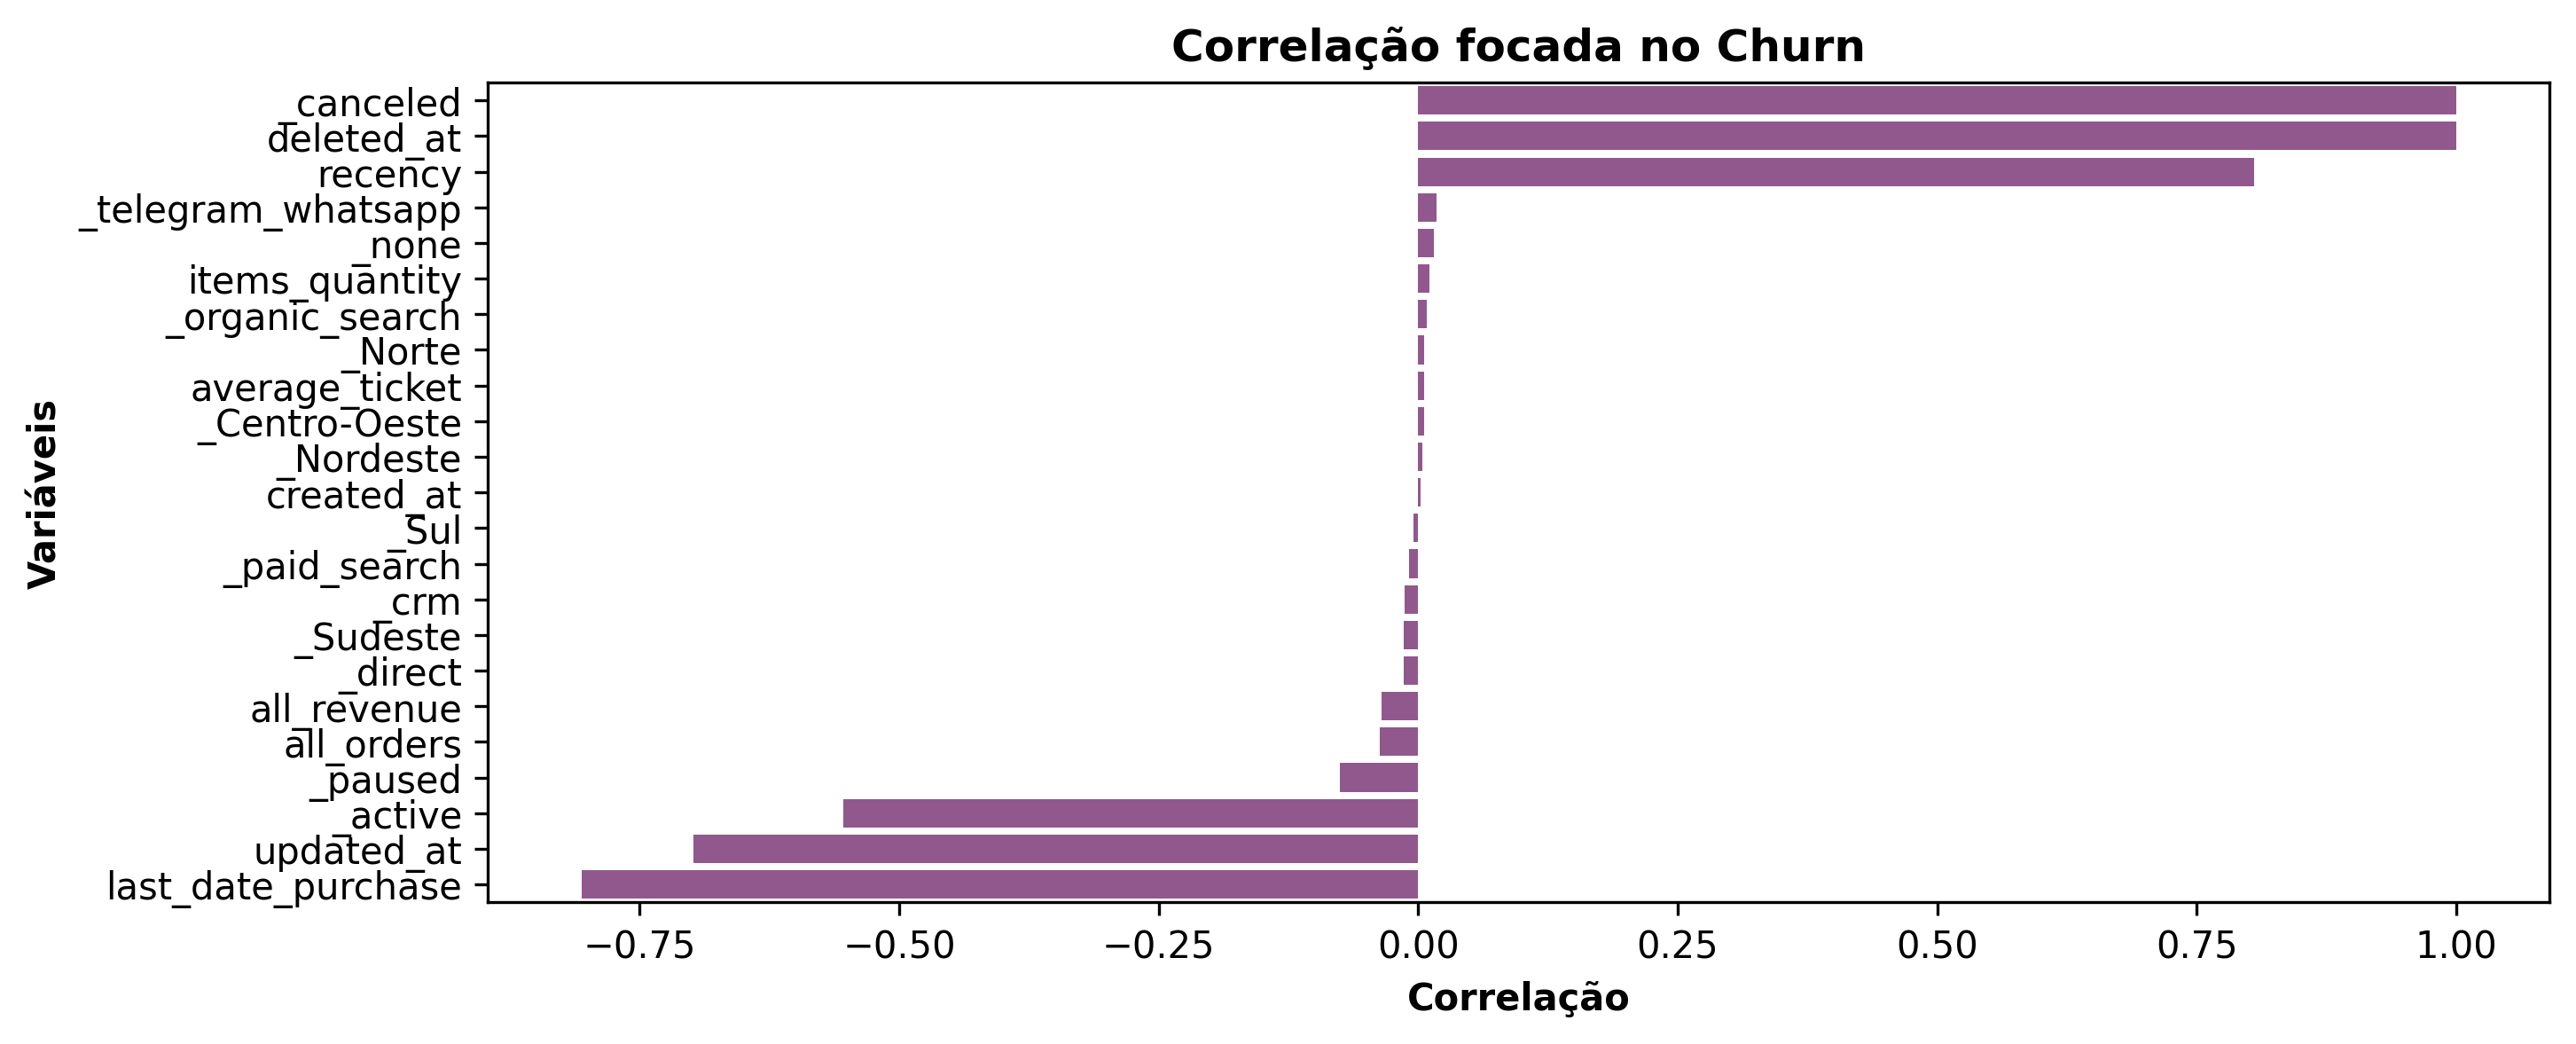 Correlação focada no Churn
Variáveis
_canceled
deleted_at
recency
_telegram_whatsapp
_none
items_quantity
_organic_search
_Norte
average_ticket
_Centro-Oeste
_Nordeste
created_at
_Sul
_paid_search
_crm
_Sudeste
_direct
all_revenue
all_orders
_paused
_active
updated_at
last_date_purchase
−0.75 −0.50 −0.25 0.00 0.25 0.50 0.75 1.00
Correlação